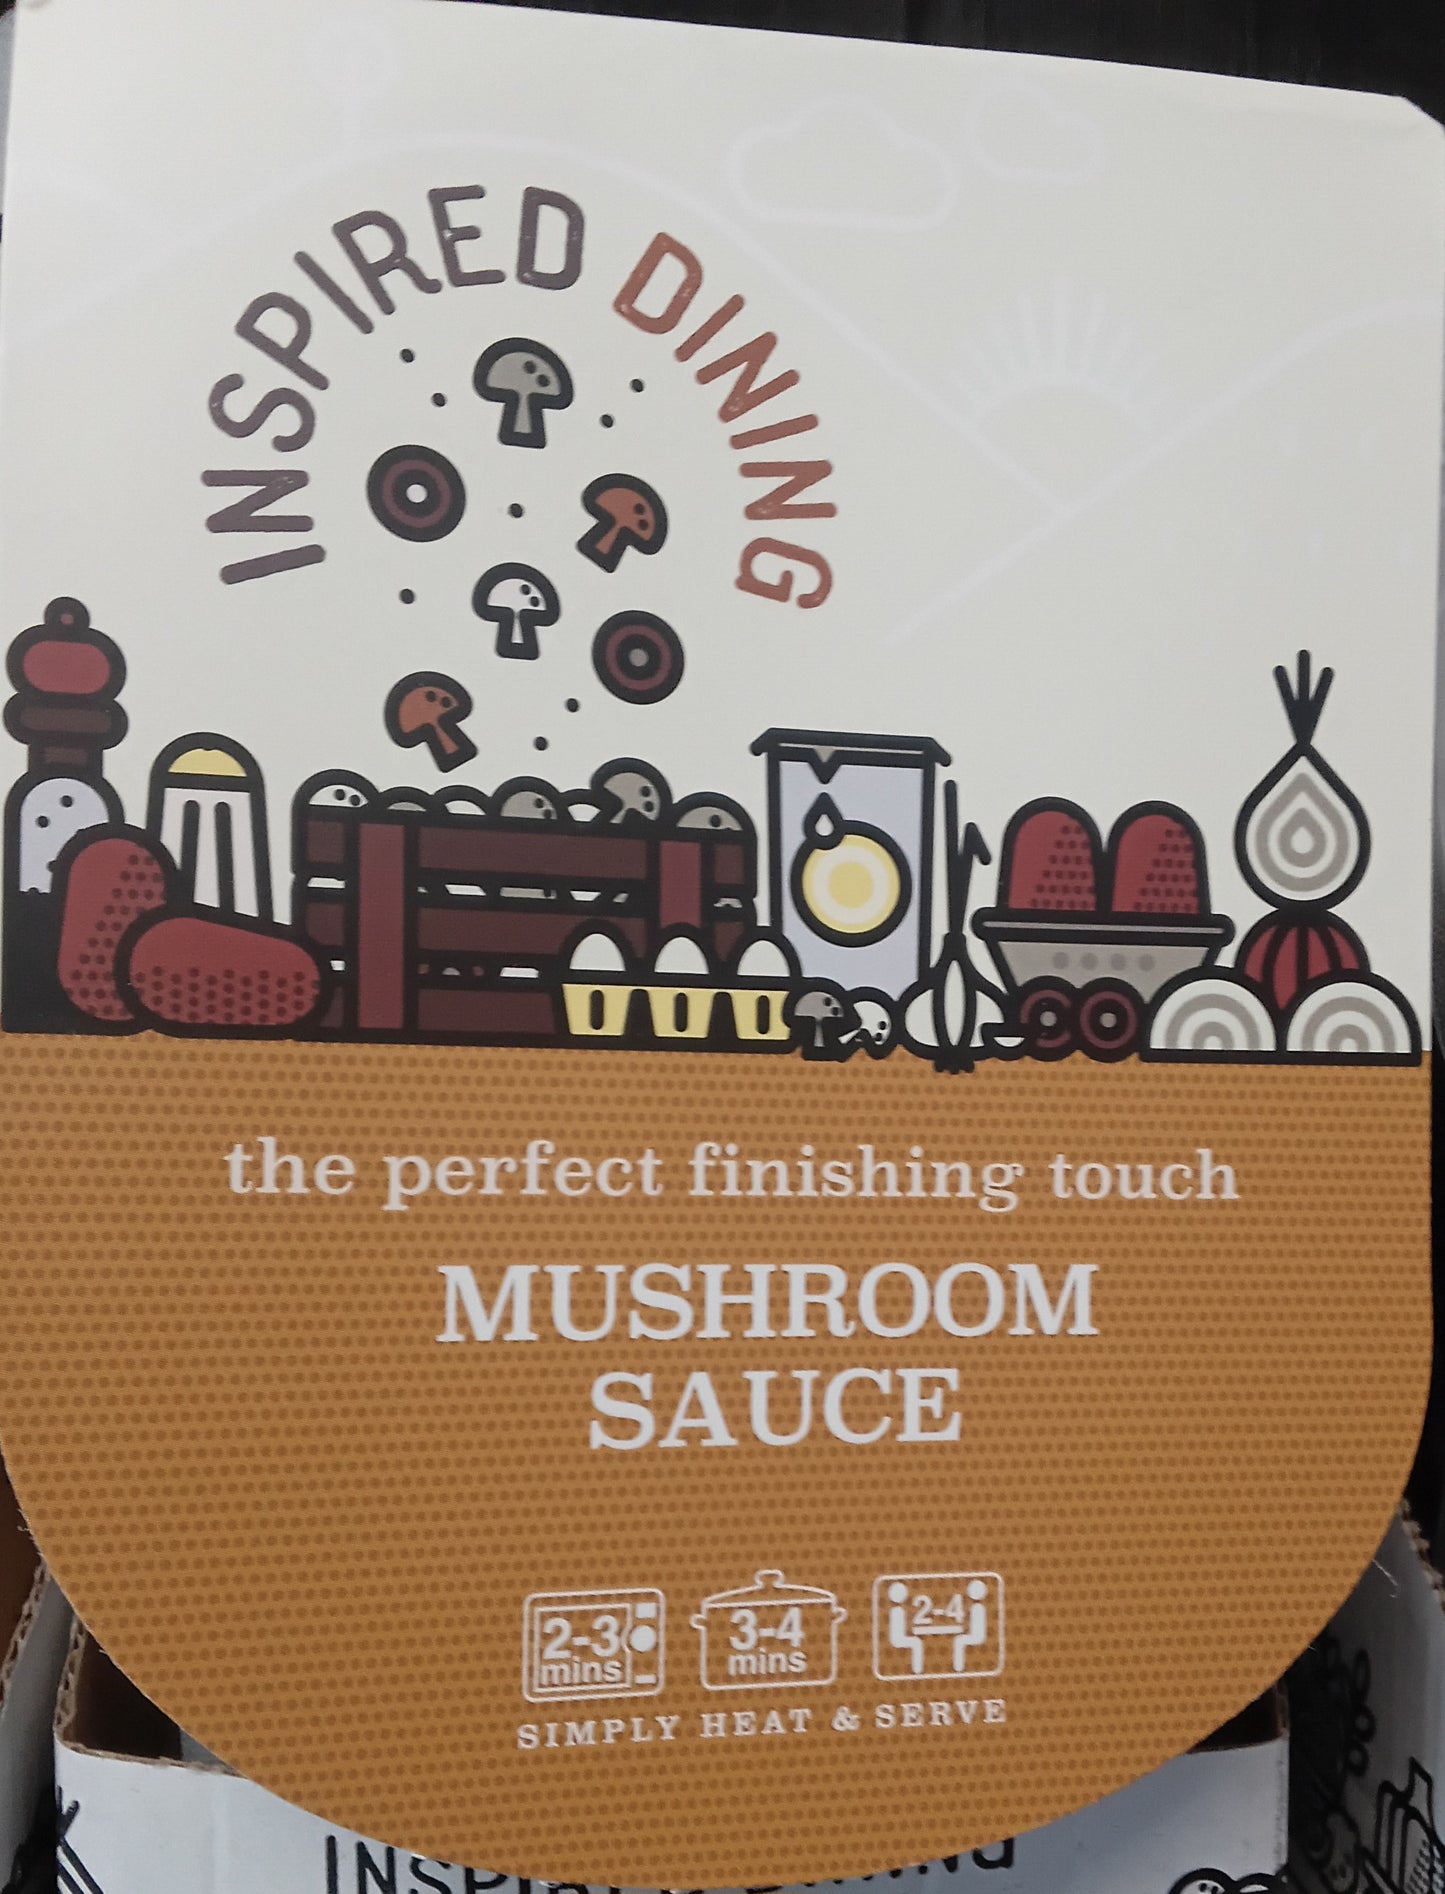 INSPIRED DINING
the perfect finishing touch
MUSHROOM
SAUCE
2-3
mins
3-4
mins
2-4
SIMPLY HEAT & SERVE